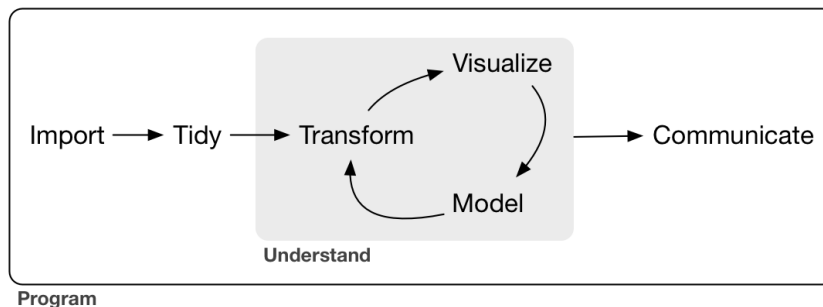 Visualize
Import
Tidy
Transform
Communicate
Model
Understand
Program